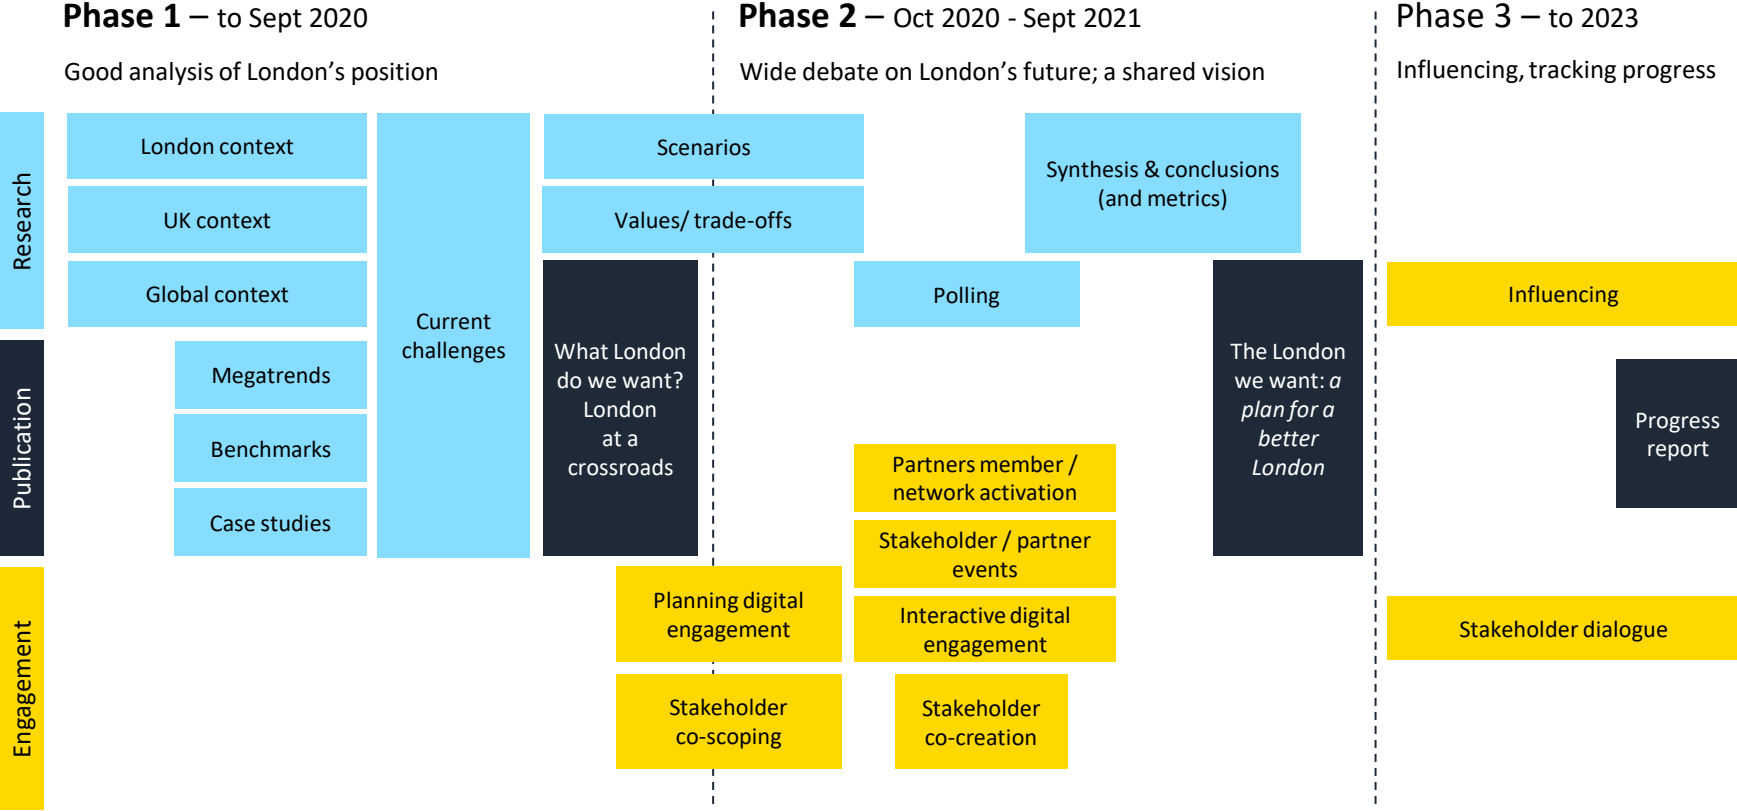 Phase 1 – to Sept 2020
Good analysis of London's position
Phase 2 – Oct 2020 - Sept 2021
Wide debate on London's future; a shared vision
Phase 3 – to 2023
Influencing, tracking progress
Research
London context
UK context
Global context
Current
challenges
Scenarios
Values/ trade-offs
Synthesis & conclusions
(and metrics)
Polling
Influencing
Publication
Megatrends
Benchmarks
Case studies
What London
do we want?
London
at a
crossroads
The London
we want: a
plan for a
better
London
Progress
report
Partners member /
network activation
Stakeholder / partner
events
Engagement
Planning digital
engagement
Interactive digital
engagement
Stakeholder dialogue
Stakeholder
co-scoping
Stakeholder
co-creation